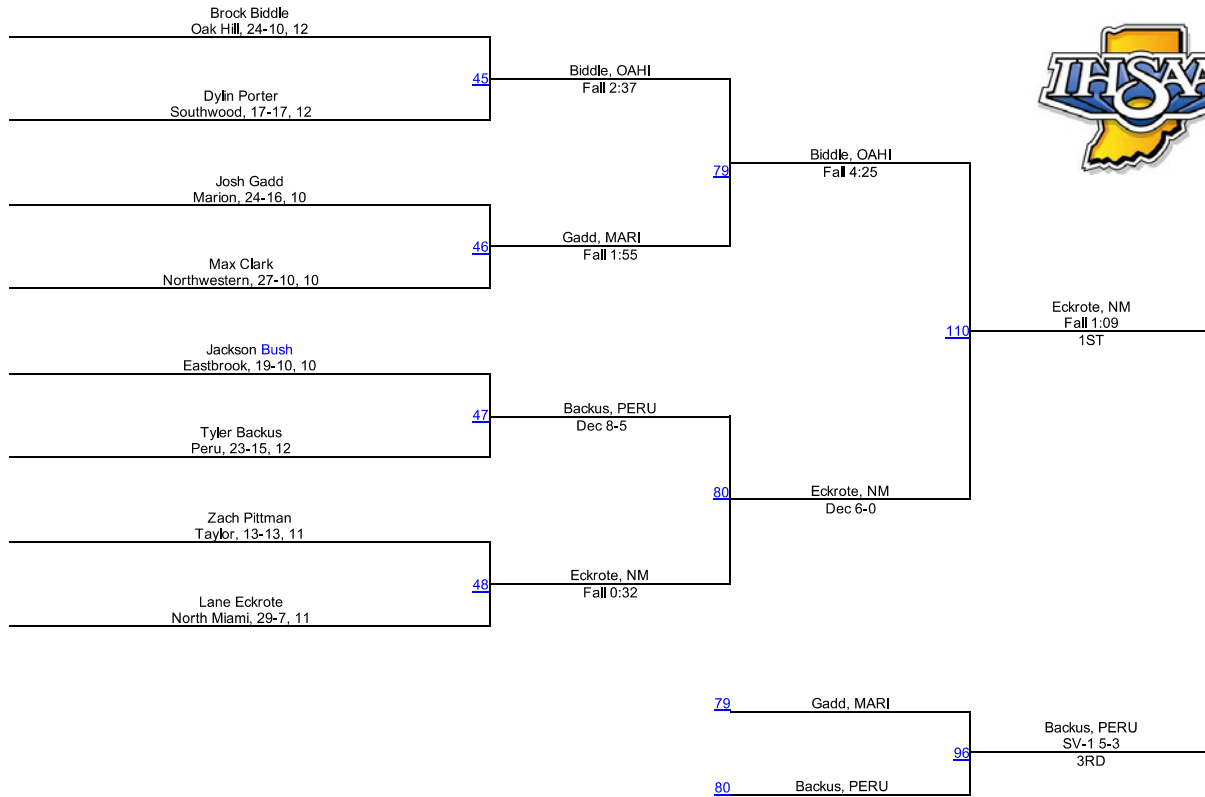 Brock Biddle
Oak Hill, 24-10, 12
45
Dylin Porter
Southwood, 17-17, 12
Biddle, OAHI
Fall 2:37
IHSAA
79
Biddle, OAHI
Fall 4:25
Josh Gadd
Marion, 24-16, 10
46
Gadd, MARI
Fall 1:55
Max Clark
Northwestern, 27-10, 10
110
Eckrote, NM
Fall 1:09
1ST
Jackson Bush
Eastbrook, 19-10, 10
47
Backus, PERU
Dec 8-5
Tyler Backus
Peru, 23-15, 12
80
Eckrote, NM
Dec 6-0
Zach Pittman
Taylor, 13-13, 11
48
Eckrote, NM
Fall 0:32
Lane Eckrote
North Miami, 29-7, 11
79
Gadd, MARI
96
Backus, PERU
SV-1 5-3
3RD
80
Backus, PERU